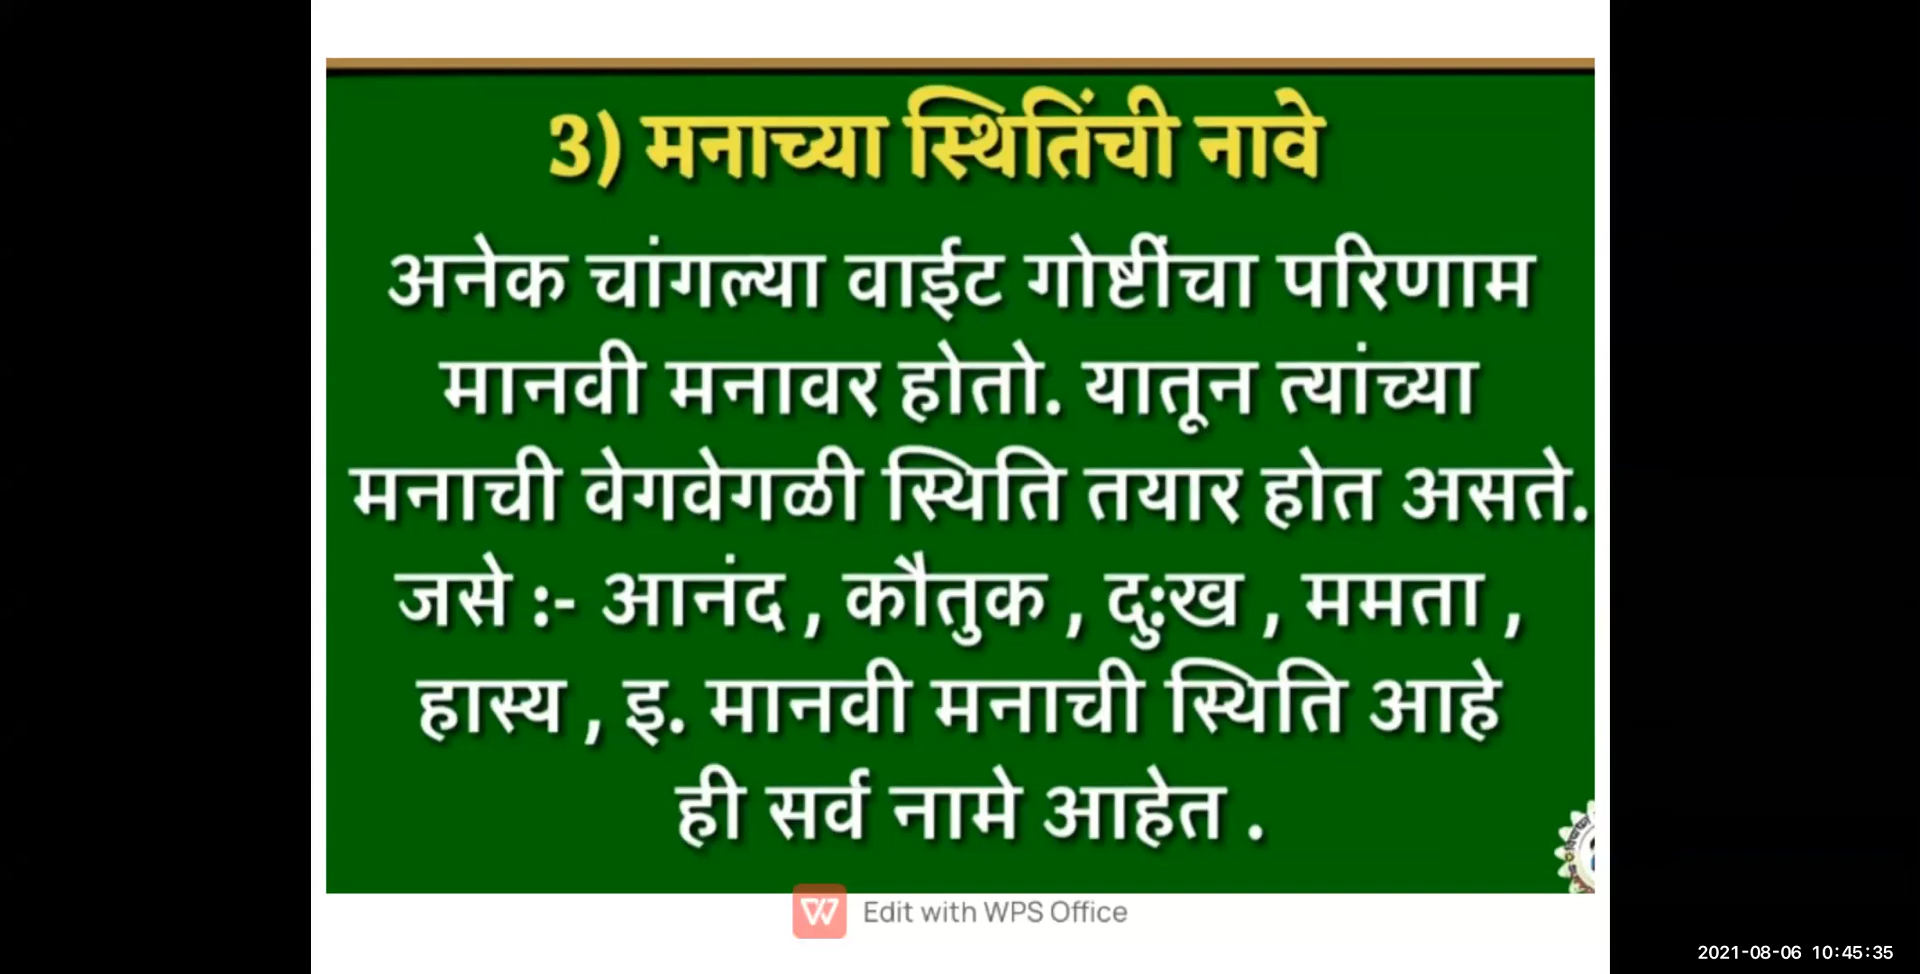 3) मनाच्या स्थितिंची नावे
अनेक चांगल्या वाईट गोष्टींचा परिणाम
मानवी मनावर होतो. यातून त्यांच्या
मनाची वेगवेगळी स्थिति तयार होत असते.
जसे :- आनंद , कौतुक , दुःख , ममता ,
हास्य , इ. मानवी मनाची स्थिति आहे
ही सर्व नामे आहेत .
Edit with WPS Office
2021-08-06 10:45:35